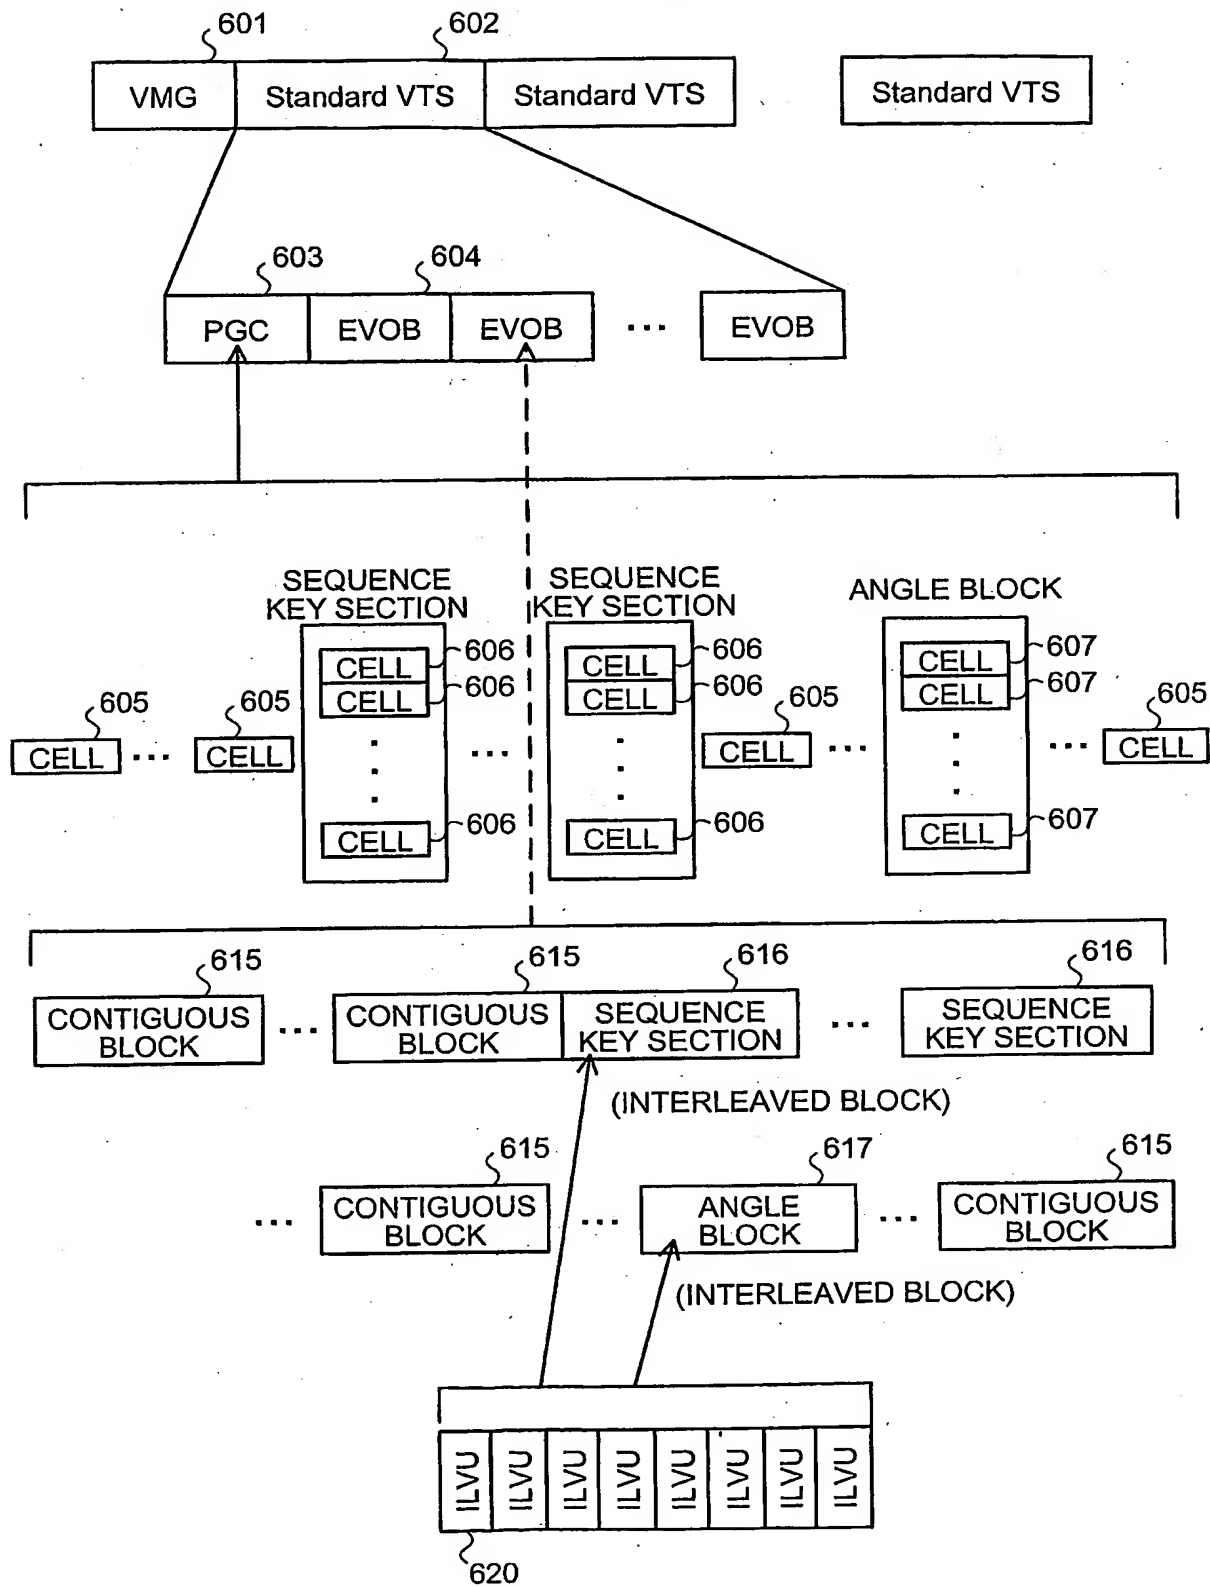 601
602
VMG
Standard VTS
Standard VTS
Standard VTS
603
604
PGC
EVOB
EVOB
...
EVOB
SEQUENCE
KEY SECTION
SEQUENCE
KEY SECTION
ANGLE BLOCK
CELL 606
CELL 606
CELL 606
CELL 606
CELL 606
CELL 606
CELL 607
CELL 607
CELL 607
605
605
605
605
CELL ... CELL ... CELL ... ... CELL
615
615
616
616
CONTIGUOUS
BLOCK
...
CONTIGUOUS
BLOCK
SEQUENCE
KEY SECTION
...
SEQUENCE
KEY SECTION
(INTERLEAVED BLOCK)
615
617
615
...
CONTIGUOUS
BLOCK
...
ANGLE
BLOCK
...
CONTIGUOUS
BLOCK
(INTERLEAVED BLOCK)
ILVU
ILVU
ILVU
ILVU
ILVU
ILVU
ILVU
ILVU
620